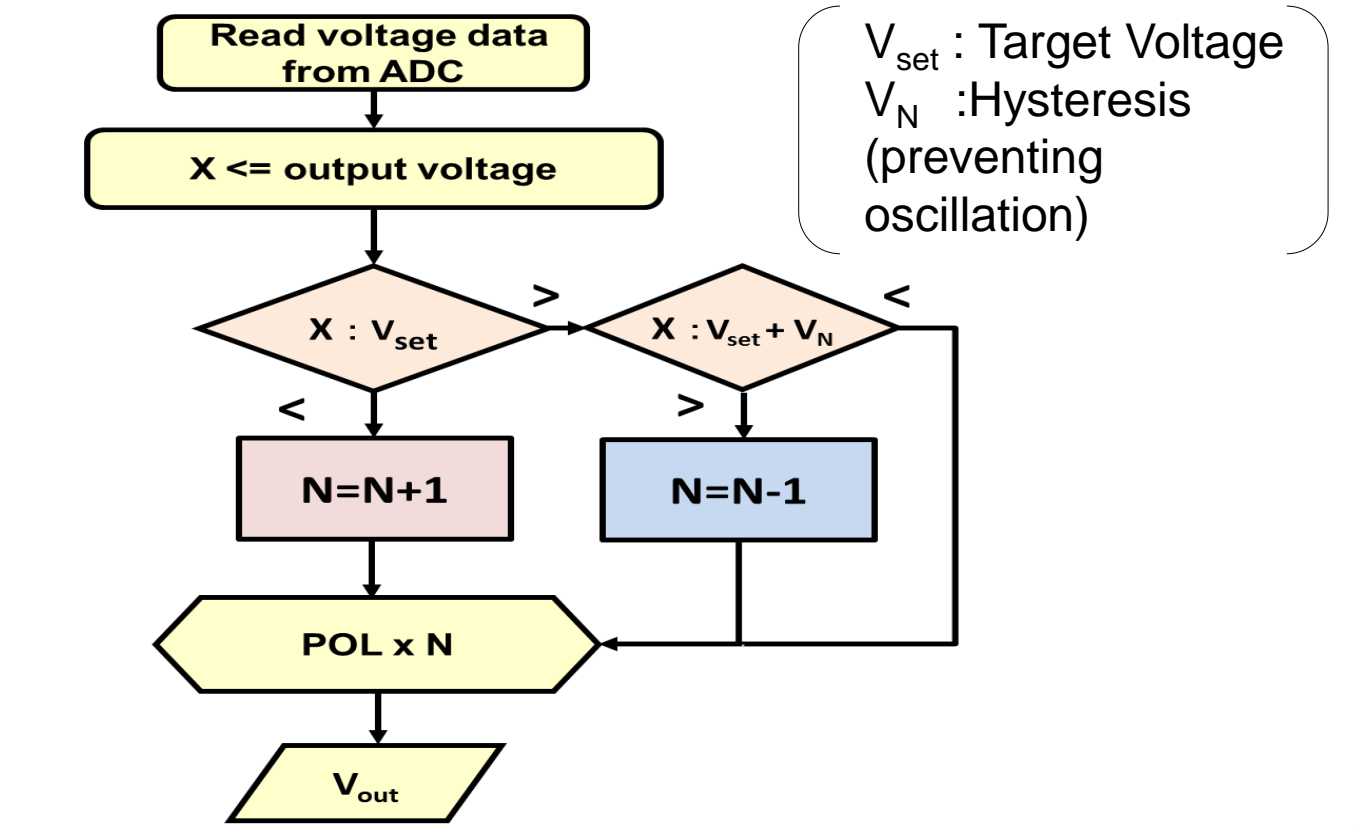 Read voltage data
from ADC
X <= output voltage
V_set : Target Voltage
V_N :Hysteresis
(preventing
oscillation)
X : V_set
>
X : V_set + V_N
<
<
>
N=N+1
N=N-1
POL x N
V_out